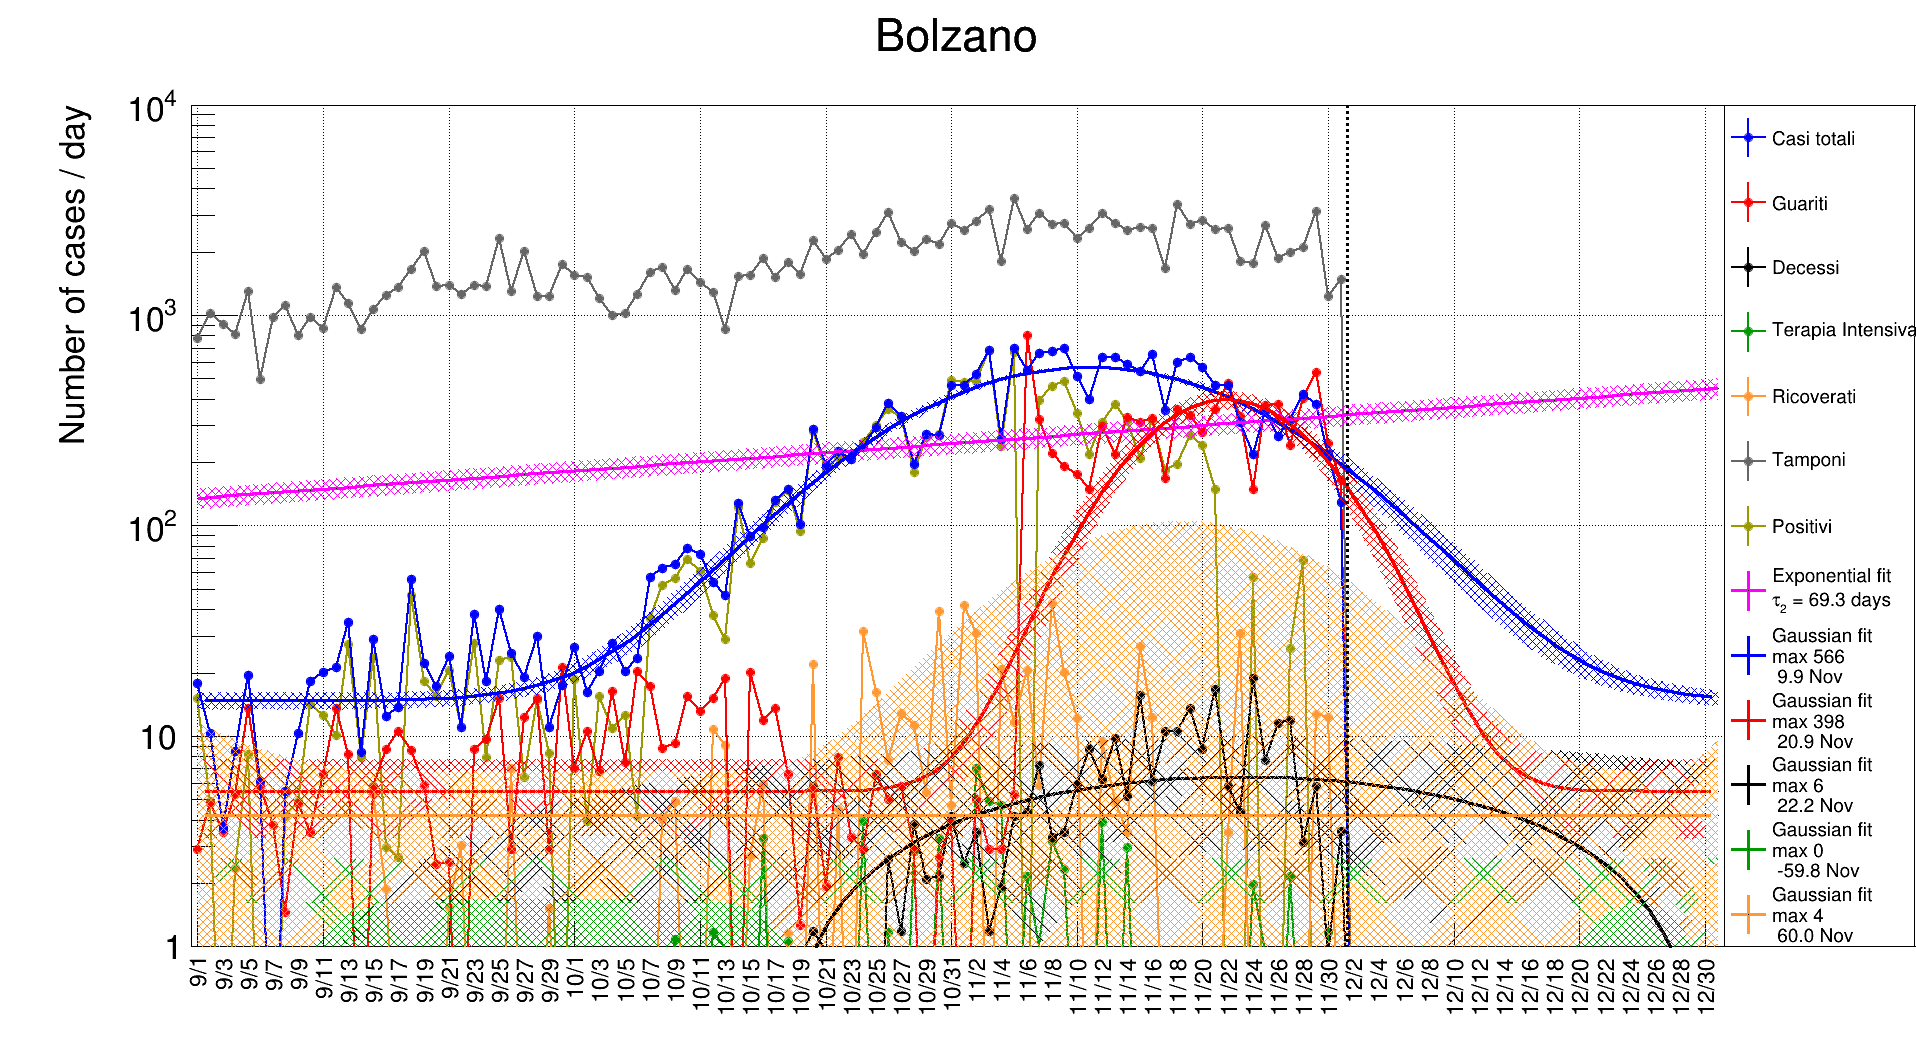 Bolzano
Number of cases / day
10^4
10^3
10^2
10
1
9/1 9/3 9/5 9/7 9/9 9/11 9/13 9/15 9/17 9/19 9/21 9/23 9/25 9/27 9/29 10/1 10/3 10/5 10/7 10/9 10/11 10/13 10/15 10/17 10/19 10/21 10/23 10/25 10/27 10/29 10/31 11/2 11/4 11/6 11/8 11/10 11/12 11/14 11/16 11/18 11/20 11/22 11/24 11/26 11/28 11/30 12/2 12/4 12/6 12/8 12/10 12/12 12/14 12/16 12/18 12/20 12/22 12/24 12/26 12/28 12/30
Casi totali
Guariti
Decessi
Terapia Intensiva
Ricoverati
Tamponi
Positivi
Exponential fit
τ₂ = 69.3 days
Gaussian fit
max 566
9.9 Nov
Gaussian fit
max 398
20.9 Nov
Gaussian fit
max 6
22.2 Nov
Gaussian fit
max 0
-59.8 Nov
Gaussian fit
max 4
60.0 Nov